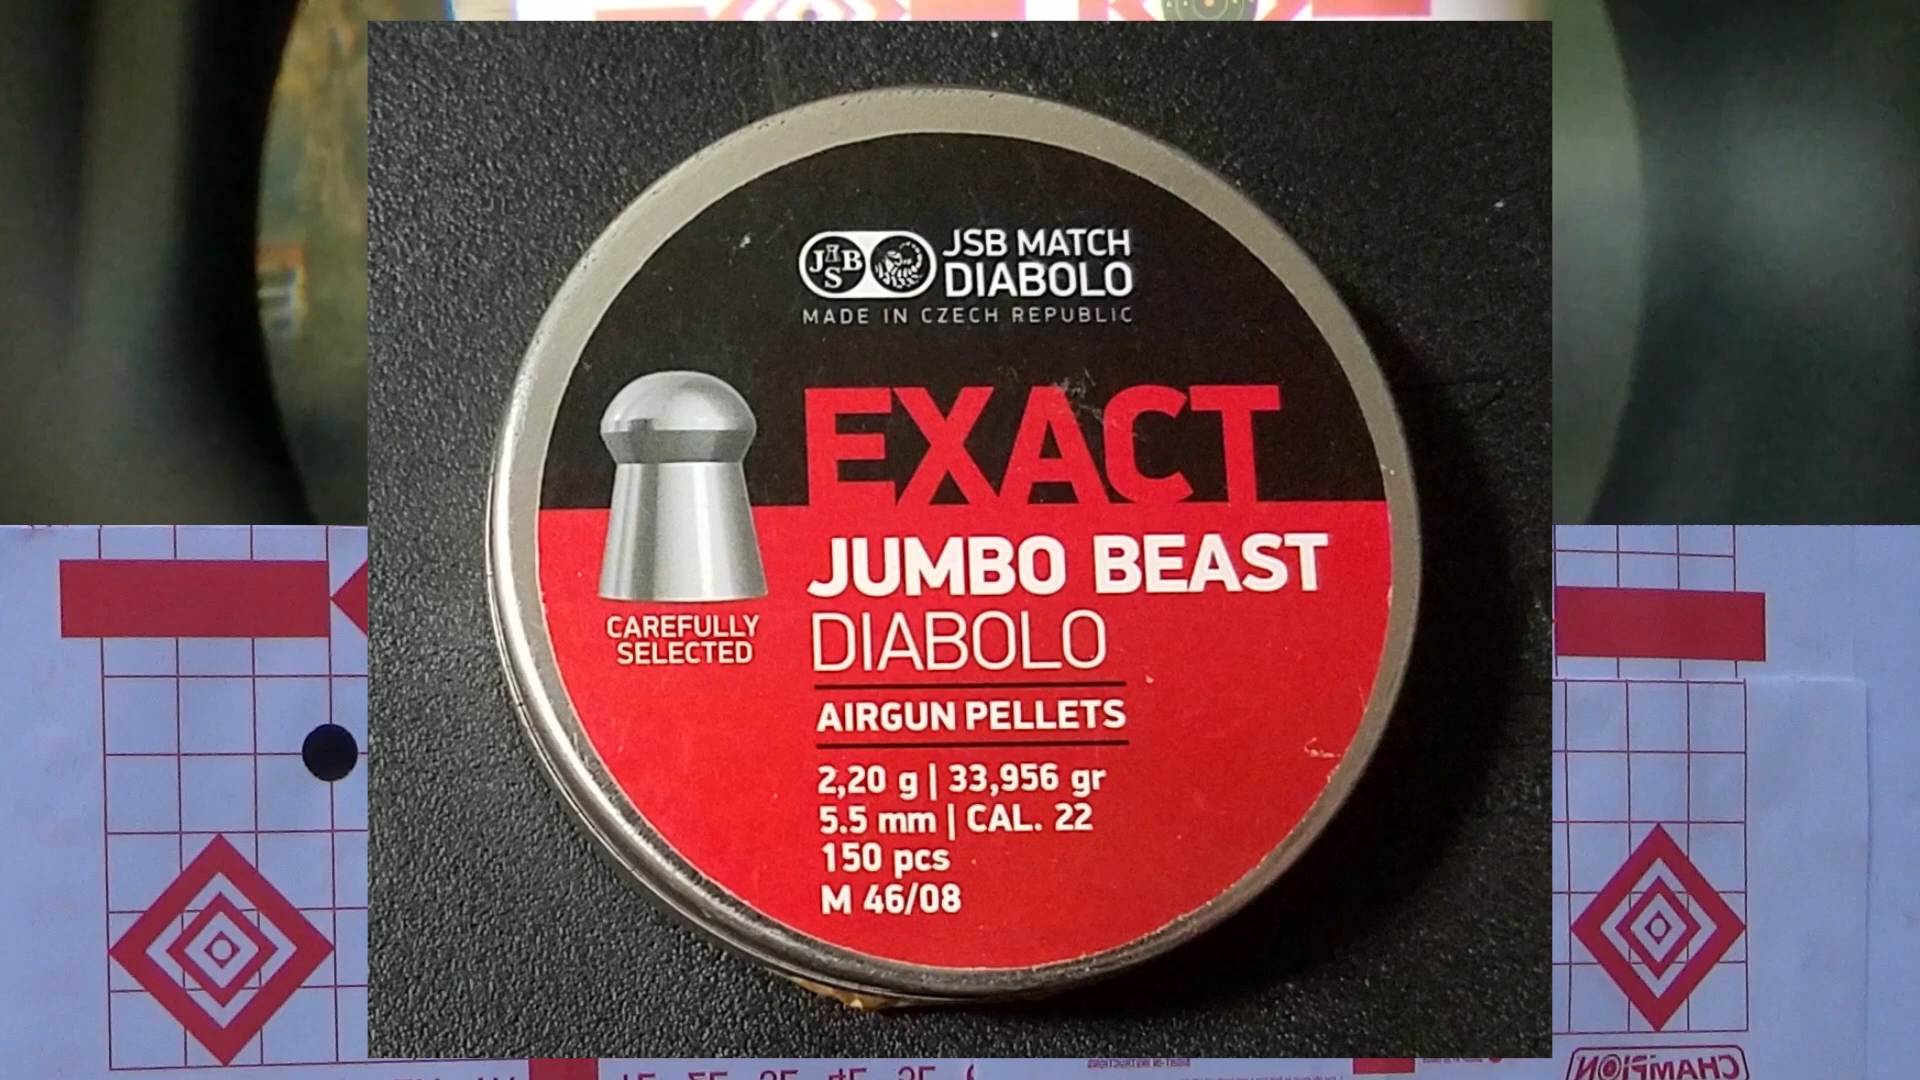 JSB
JSB MATCH
DIABOLO
MADE IN CZECH REPUBLIC
EXACT
JUMBO BEAST
DIABOLO
CAREFULLY
SELECTED
AIRGUN PELLETS
2,20 g | 33,956 gr
5.5 mm | CAL. 22
150 pcs
M 46/08
CHAMPION